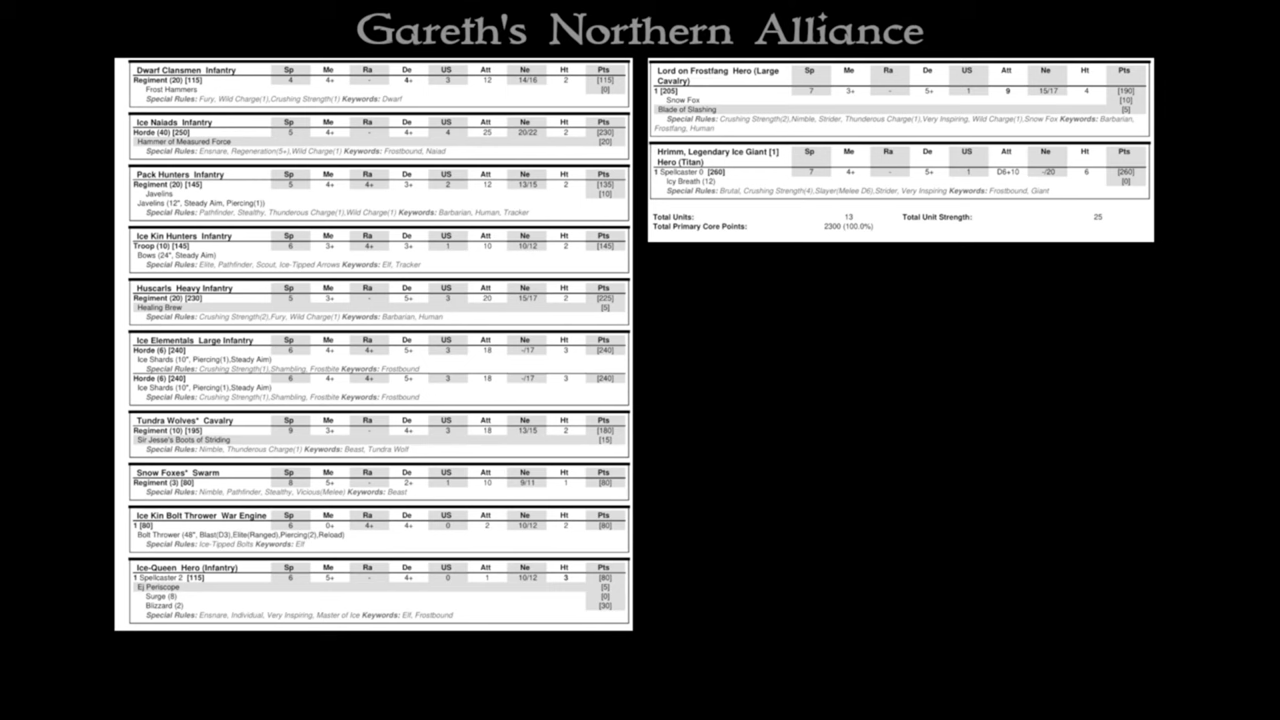 Gareth's Northern Alliance
Dwarf Clansmen Infantry Sp Me Ra De US Att Ne Ht Pts
Regiment (20) [115] 4 4+ - 4+ 3 12 14/16 2 [115]
Frost Hammers [0]
Special Rules: Fury, Wild Charge(1),Crushing Strength(1) Keywords: Dwarf
Ice Naiads Infantry Sp Me Ra De US Att Ne Ht Pts
Horde (40) [250] 5 4+ - 4+ 4 25 20/22 2 [230]
Hammer of Measured Force [20]
Special Rules: Ensnare, Regeneration(5+),Wild Charge(1) Keywords: Frostbound, Naiad
Pack Hunters Infantry Sp Me Ra De US Att Ne Ht Pts
Regiment (20) [145] 5 4+ 4+ 3+ 2 12 13/15 2 [135]
Javelins [10]
Javelins (12", Steady Aim, Piercing(1))
Special Rules: Pathfinder, Stealthy, Thunderous Charge(1),Wild Charge(1) Keywords: Barbarian, Human, Tracker
Ice Kin Hunters Infantry Sp Me Ra De US Att Ne Ht Pts
Troop (10) [145] 6 3+ 4+ 3+ 1 10 10/12 2 [145]
Bows (24", Steady Aim)
Special Rules: Elite, Pathfinder, Scout, Ice-Tipped Arrows Keywords: Elf, Tracker
Huscarls Heavy Infantry Sp Me Ra De US Att Ne Ht Pts
Regiment (20) [230] 5 3+ - 5+ 3 20 15/17 2 [225]
Healing Brew [5]
Special Rules: Crushing Strength(2),Fury, Wild Charge(1) Keywords: Barbarian, Human
Ice Elementals Large Infantry Sp Me Ra De US Att Ne Ht Pts
Horde (6) [240] 6 4+ 4+ 5+ 3 18 -/17 3 [240]
Ice Shards (10", Piercing(1),Steady Aim)
Special Rules: Crushing Strength(1),Shambling, Frostbite Keywords: Frostbound
Horde (6) [240] 6 4+ 4+ 5+ 3 18 -/17 3 [240]
Ice Shards (10", Piercing(1),Steady Aim)
Special Rules: Crushing Strength(1),Shambling, Frostbite Keywords: Frostbound
Tundra Wolves* Cavalry Sp Me Ra De US Att Ne Ht Pts
Regiment (10) [195] 9 3+ - 4+ 3 18 13/15 2 [180]
Sir Jesse's Boots of Striding [15]
Special Rules: Nimble, Thunderous Charge(1) Keywords: Beast, Tundra Wolf
Snow Foxes* Swarm Sp Me Ra De US Att Ne Ht Pts
Regiment (3) [80] 8 5+ - 2+ 1 10 9/11 1 [80]
Special Rules: Nimble, Pathfinder, Stealthy, Vicious(Melee) Keywords: Beast
Ice Kin Bolt Thrower War Engine Sp Me Ra De US Att Ne Ht Pts
1 [80] 6 0+ 4+ 4+ 0 2 10/12 2 [80]
Bolt Thrower (48", Blast(D3),Elite(Ranged),Piercing(2),Reload)
Special Rules: Ice-Tipped Bolts Keywords: Elf
Ice-Queen Hero (Infantry) Sp Me Ra De US Att Ne Ht Pts
1 Spellcaster 2 [115] 6 5+ - 4+ 0 1 10/12 3 [80]
Ej Periscope [5]
Surge (8) [0]
Blizzard (2) [30]
Special Rules: Ensnare, Individual, Very Inspiring, Master of Ice Keywords: Elf, Frostbound
Lord on Frostfang Hero (Large Sp Me Ra De US Att Ne Ht Pts
Cavalry)
1 [205] 7 3+ - 5+ 1 9 15/17 4 [190]
Snow Fox [10]
Blade of Slashing [5]
Special Rules: Crushing Strength(2),Nimble, Strider, Thunderous Charge(1),Very Inspiring, Wild Charge(1),Snow Fox Keywords: Barbarian,
Frostfang, Human
Hrimm, Legendary Ice Giant [1] Sp Me Ra De US Att Ne Ht Pts
Hero (Titan)
1 Spellcaster 0 [260] 7 4+ - 5+ 1 D6+10 -/20 6 [260]
Icy Breath (12) [0]
Special Rules: Brutal, Crushing Strength(4),Slayer(Melee D6),Strider, Very Inspiring Keywords: Frostbound, Giant
Total Units: 13 Total Unit Strength: 25
Total Primary Core Points: 2300 (100.0%)